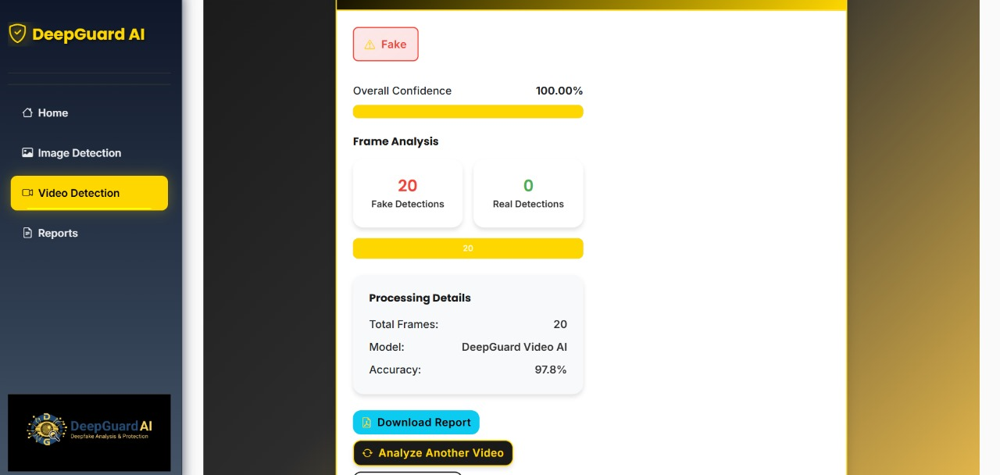 DeepGuard AI
Home
Image Detection
Video Detection
Reports
DeepGuard AI
Deepfake Analysis & Protection
Fake
Overall Confidence 100.00%
Frame Analysis
20 0
Fake Detections Real Detections
20
Processing Details
Total Frames: 20
Model: DeepGuard Video AI
Accuracy: 97.8%
Download Report
Analyze Another Video